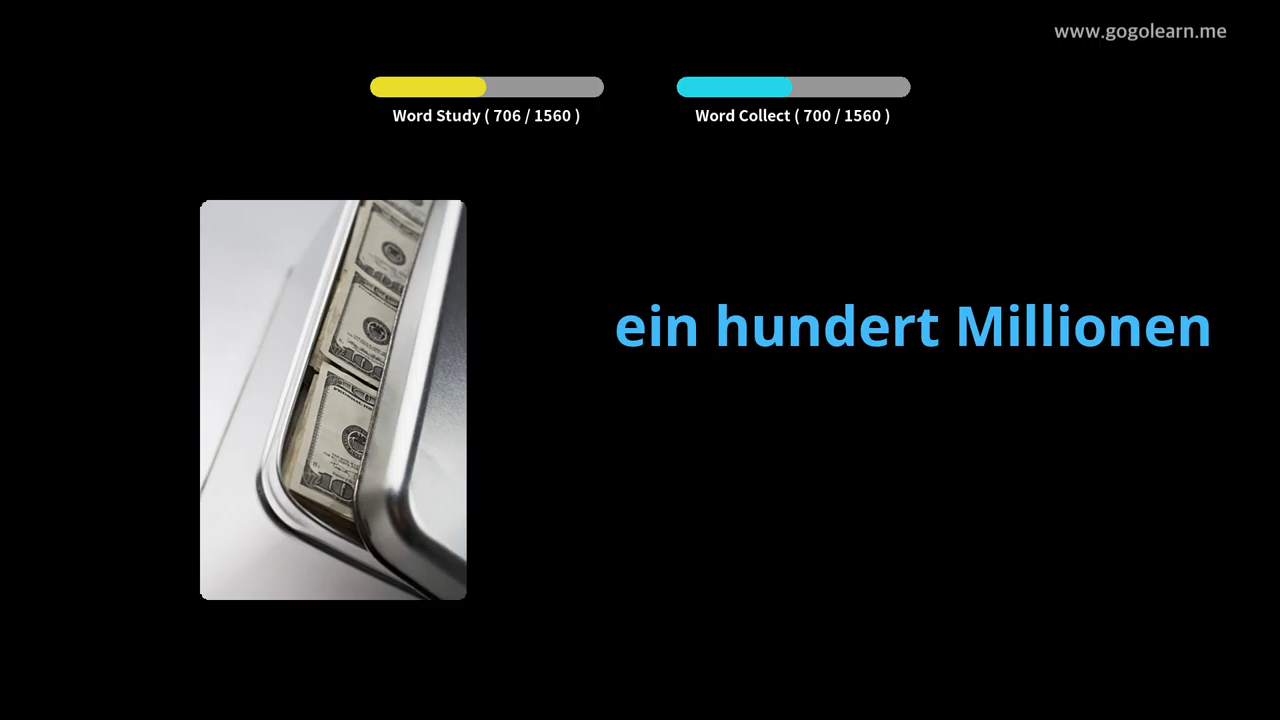 www.gogolearn.me
Word Study ( 706 / 1560 )
Word Collect ( 700 / 1560 )
ein hundert Millionen